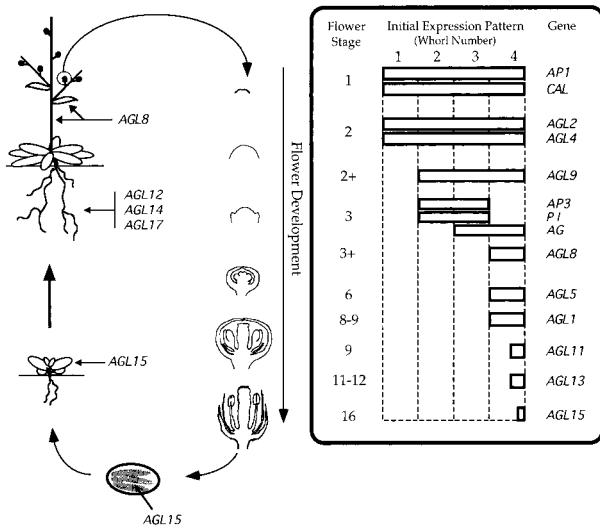 AGL8
AGL12
AGL14
AGL17
AGL15
AGL15
Flower Development
Flower Stage
Initial Expression Pattern
(Whorl Number)
Gene
1 2 3 4
1 AP1
CAL
2 AGL2
AGL4
2+ AGL9
3 AP3
PI
AG
3+ AGL8
6 AGL5
8-9 AGL1
9 AGL11
11-12 AGL13
16 AGL15